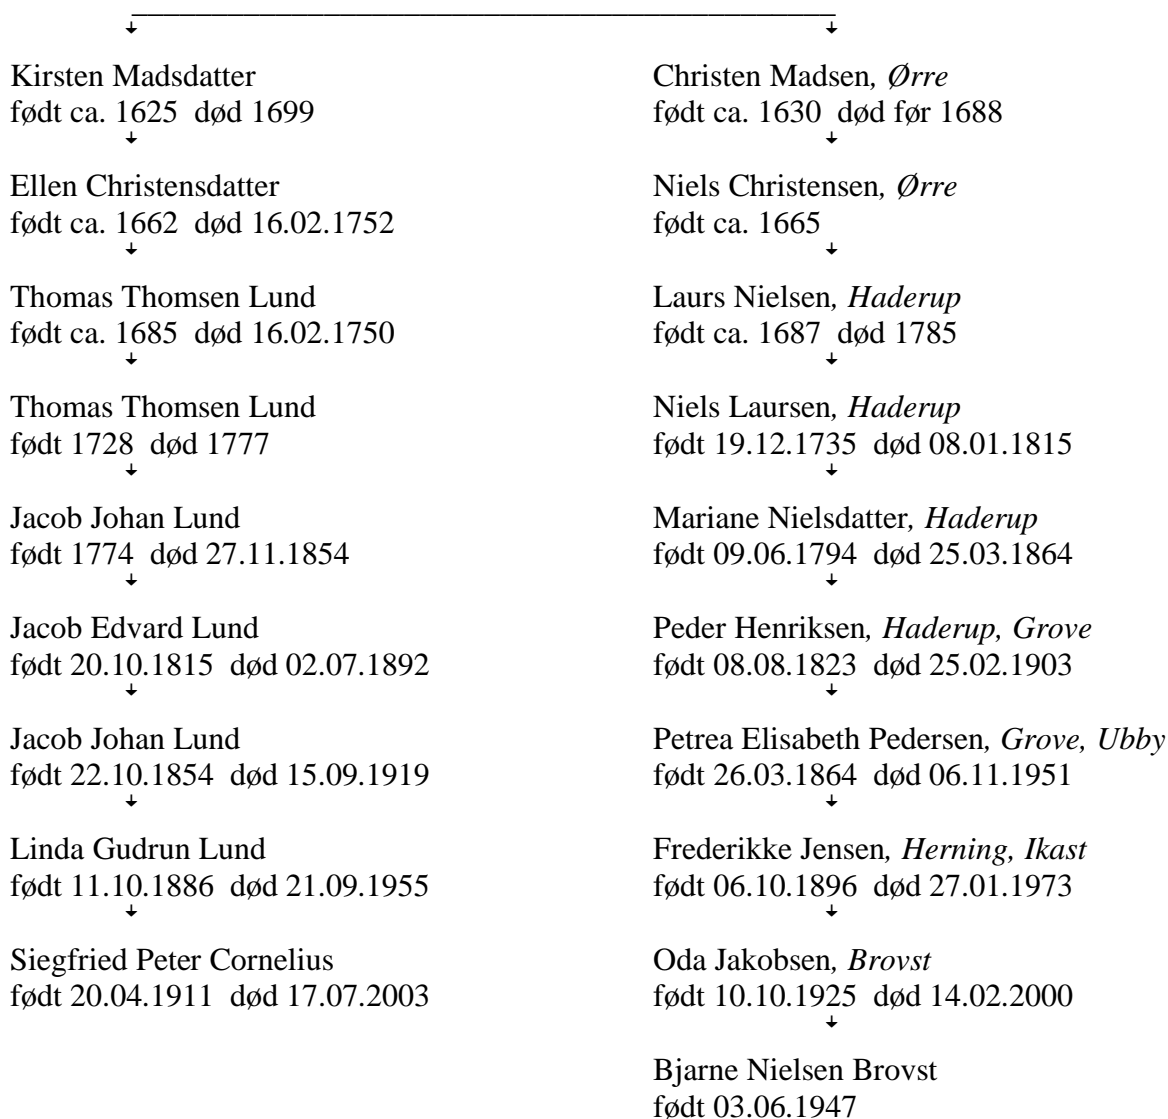 Kirsten Madsdatter
født ca. 1625 død 1699
Ellen Christensdatter
født ca. 1662 død 16.02.1752
Thomas Thomsen Lund
født ca. 1685 død 16.02.1750
Thomas Thomsen Lund
født 1728 død 1777
Jacob Johan Lund
født 1774 død 27.11.1854
Jacob Edvard Lund
født 20.10.1815 død 02.07.1892
Jacob Johan Lund
født 22.10.1854 død 15.09.1919
Linda Gudrun Lund
født 11.10.1886 død 21.09.1955
Siegfried Peter Cornelius
født 20.04.1911 død 17.07.2003
Christen Madsen, Ørre
født ca. 1630 død før 1688
Niels Christensen, Ørre
født ca. 1665
Laurs Nielsen, Haderup
født ca. 1687 død 1785
Niels Laursen, Haderup
født 19.12.1735 død 08.01.1815
Mariane Nielsdatter, Haderup
født 09.06.1794 død 25.03.1864
Peder Henriksen, Haderup, Grove
født 08.08.1823 død 25.02.1903
Petrea Elisabeth Pedersen, Grove, Ubby
født 26.03.1864 død 06.11.1951
Frederikke Jensen, Herning, Ikast
født 06.10.1896 død 27.01.1973
Oda Jakobsen, Brovst
født 10.10.1925 død 14.02.2000
Bjarne Nielsen Brovst
født 03.06.1947